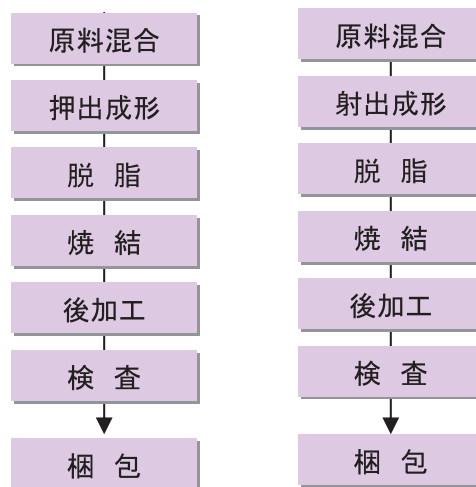 原料混合
押出成形
脱 脂
焼 結
後加工
検 査
梱 包
原料混合
射出成形
脱 脂
焼 結
後加工
検 査
梱 包